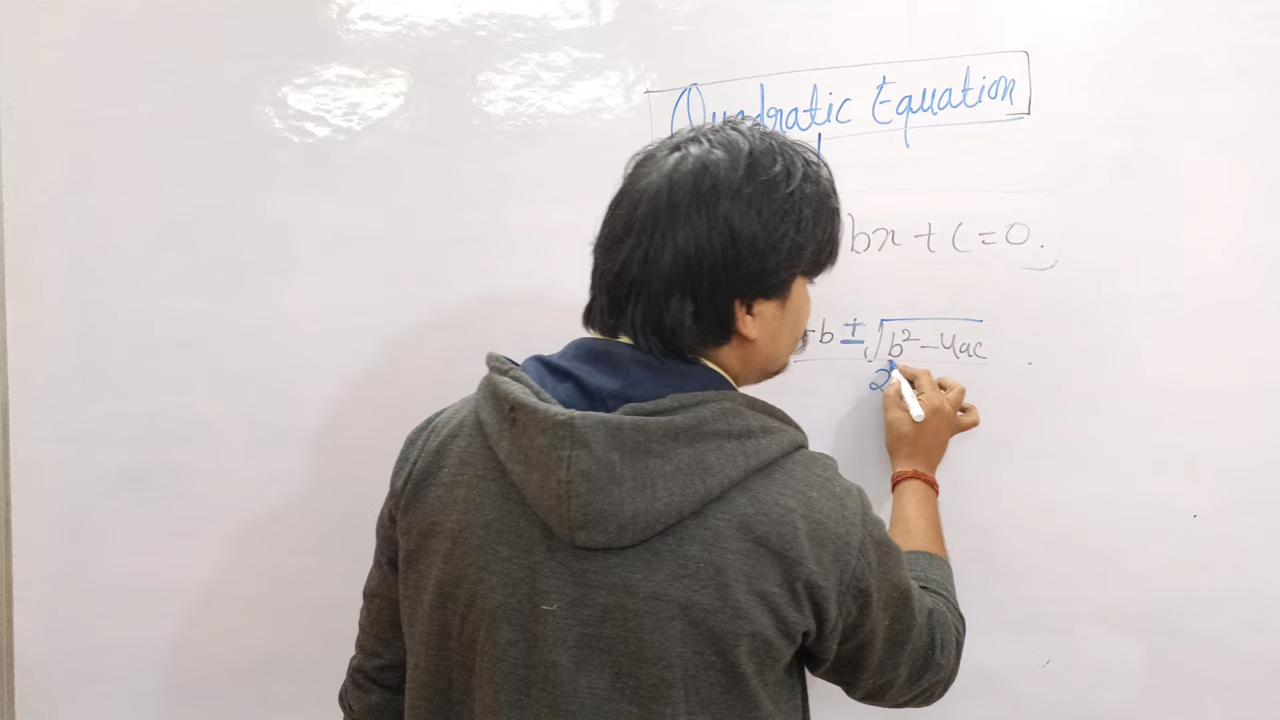 Quadratic Equation
bx + c = 0.
-b ± √b² - 4ac
2